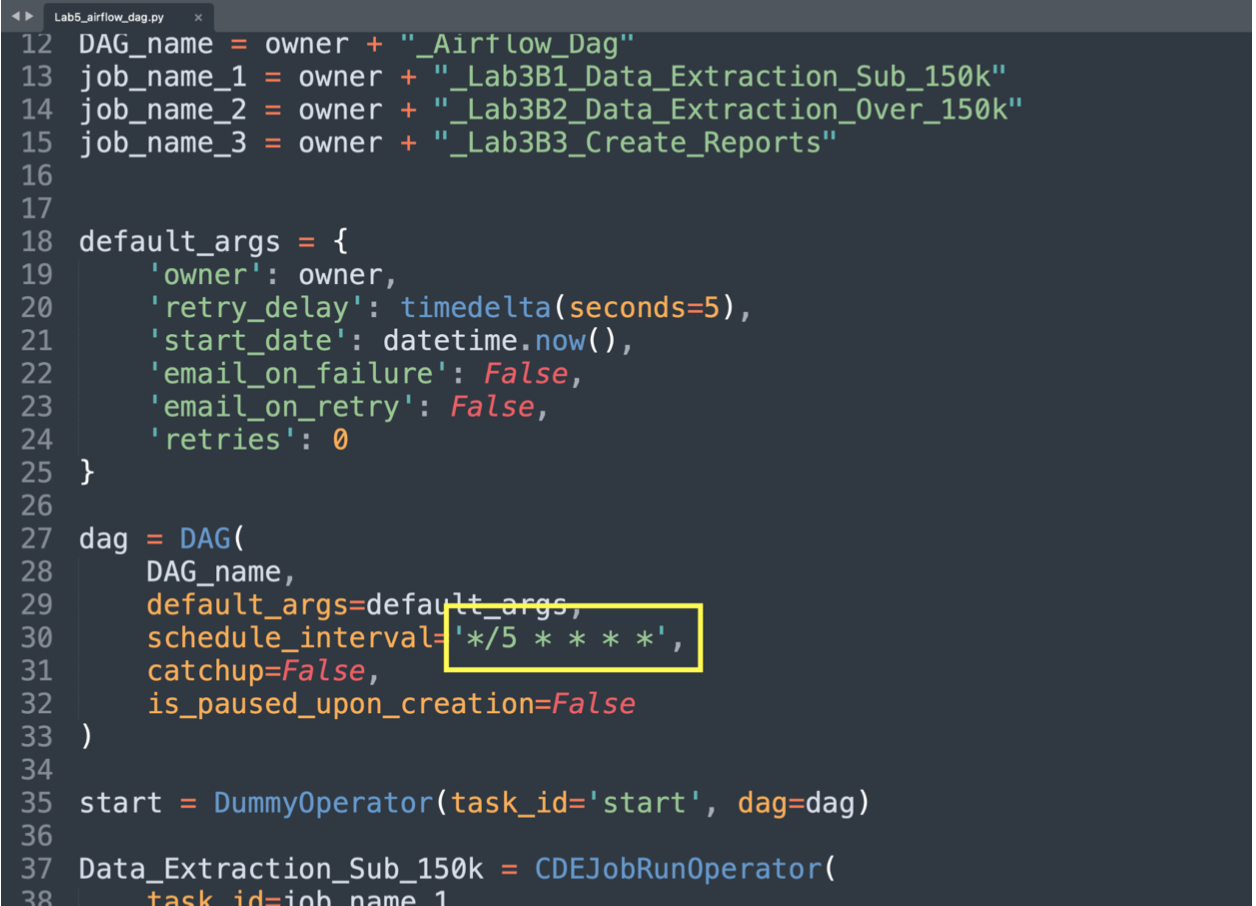 Lab5_airflow_dag.py ×
12 DAG_name = owner + "_Airflow_Dag"
13 job_name_1 = owner + "_Lab3B1_Data_Extraction_Sub_150k"
14 job_name_2 = owner + "_Lab3B2_Data_Extraction_Over_150k"
15 job_name_3 = owner + "_Lab3B3_Create_Reports"
16
17
18 default_args = {
19 'owner': owner,
20 'retry_delay': timedelta(seconds=5),
21 'start_date': datetime.now(),
22 'email_on_failure': False,
23 'email_on_retry': False,
24 'retries': 0
25 }
26
27 dag = DAG(
28 DAG_name,
29 default_args=default_args,
30 schedule_interval='*/5 * * * *',
31 catchup=False,
32 is_paused_upon_creation=False
33 )
34
35 start = DummyOperator(task_id='start', dag=dag)
36
37 Data_Extraction_Sub_150k = CDEJobRunOperator(
38 task_id=job_name_1